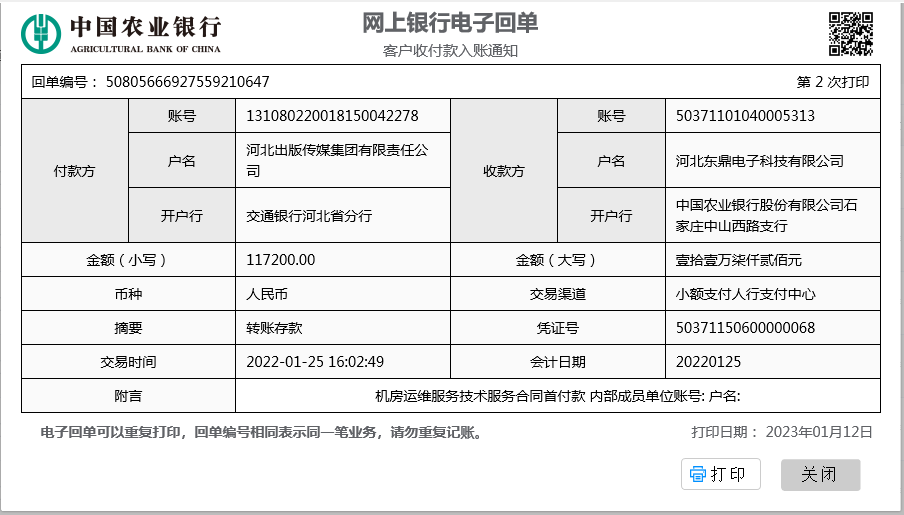 中国农业银行
AGRICULTURAL BANK OF CHINA
网上银行电子回单
客户收付款入账通知
回单编号： 50805666927559210647 第 2 次打印
付款方
账号 131080220018150042278
户名 河北出版传媒集团有限责任公
司
开户行 交通银行河北省分行
收款方
账号 50371101040005313
户名 河北东鼎电子科技有限公司
开户行 中国农业银行股份有限公司石
家庄中山西路支行
金额（小写） 117200.00 金额（大写） 壹拾壹万柒仟贰佰元
币种 人民币 交易渠道 小额支付人行支付中心
摘要 转账存款 凭证号 50371150600000068
交易时间 2022-01-25 16:02:49 会计日期 20220125
附言 机房运维服务技术服务合同首付款 内部成员单位账号: 户名:
电子回单可以重复打印，回单编号相同表示同一笔业务，请勿重复记账。 打印日期： 2023年01月12日
打印 关闭